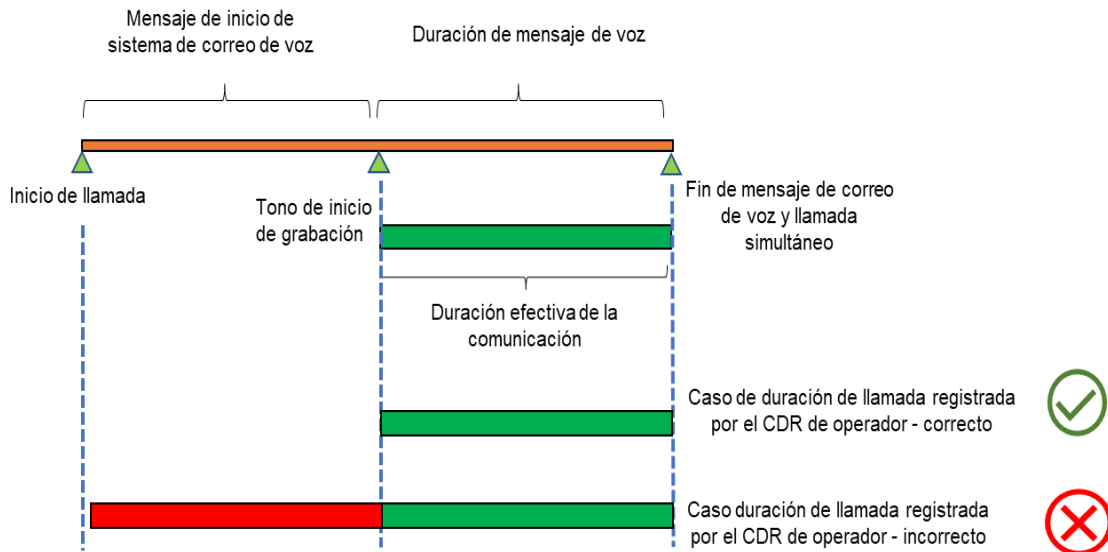 Mensaje de inicio de
sistema de correo de voz
Duración de mensaje de voz
Inicio de llamada
Tono de inicio
de grabación
Fin de mensaje de correo
de voz y llamada
simultáneo
Duración efectiva de la
comunicación
Caso de duración de llamada registrada
por el CDR de operador - correcto
Caso duración de llamada registrada
por el CDR de operador - incorrecto